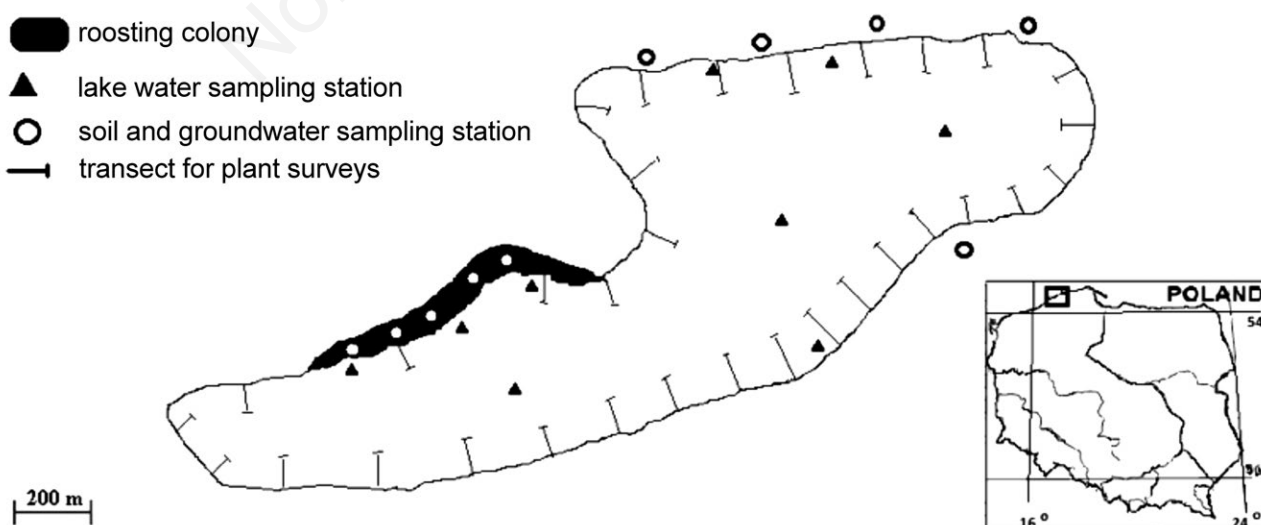 roosting colony
lake water sampling station
soil and groundwater sampling station
transect for plant surveys
200 m
POLAND
54
16°
24°